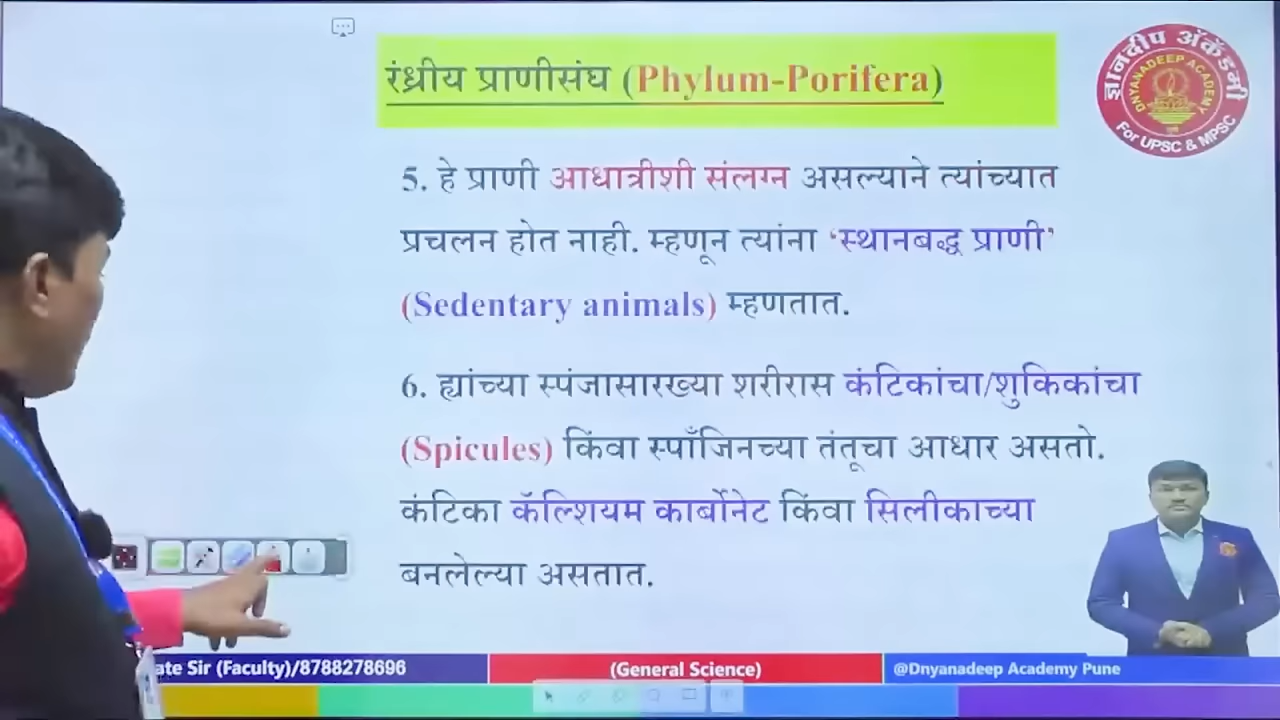 रंध्रीय प्राणीसंघ (Phylum-Porifera)
ज्ञानदीप अॅकॅडमी
DNYANADEEP ACADEMY
For UPSC & MPSC
5. हे प्राणी आधात्रीशी संलग्न असल्याने त्यांच्यात
प्रचलन होत नाही. म्हणून त्यांना ‘स्थानबद्ध प्राणी’
(Sedentary animals) म्हणतात.
6. ह्यांच्या स्पंजासारख्या शरीरास कंटिकांचा/शुकिकांचा
(Spicules) किंवा स्पाँजिनच्या तंतूचा आधार असतो.
कंटिका कॅल्शियम कार्बोनेट किंवा सिलीकाच्या
बनलेल्या असतात.
ate Sir (Faculty)/8788278696
(General Science)
@Dnyanadeep Academy Pune